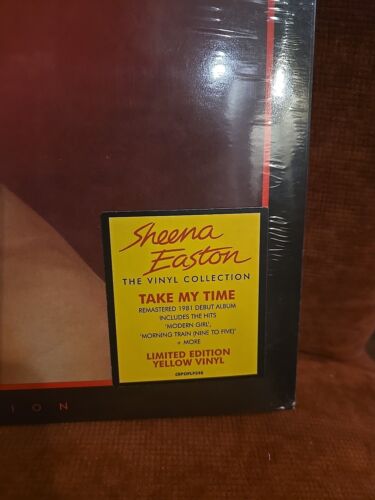 Sheena
Easton
THE VINYL COLLECTION
TAKE MY TIME
REMASTERED 1981 DEBUT ALBUM
INCLUDES THE HITS
'MODERN GIRL',
'MORNING TRAIN (NINE TO FIVE)'
+ MORE
LIMITED EDITION
YELLOW VINYL
ION